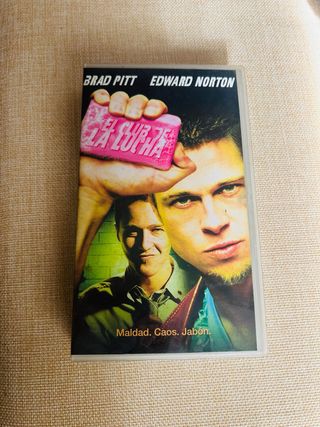 BRAD PITT EDWARD NORTON
EL CLUB DE
LA LUCHA
Maldad. Caos. Jabón.